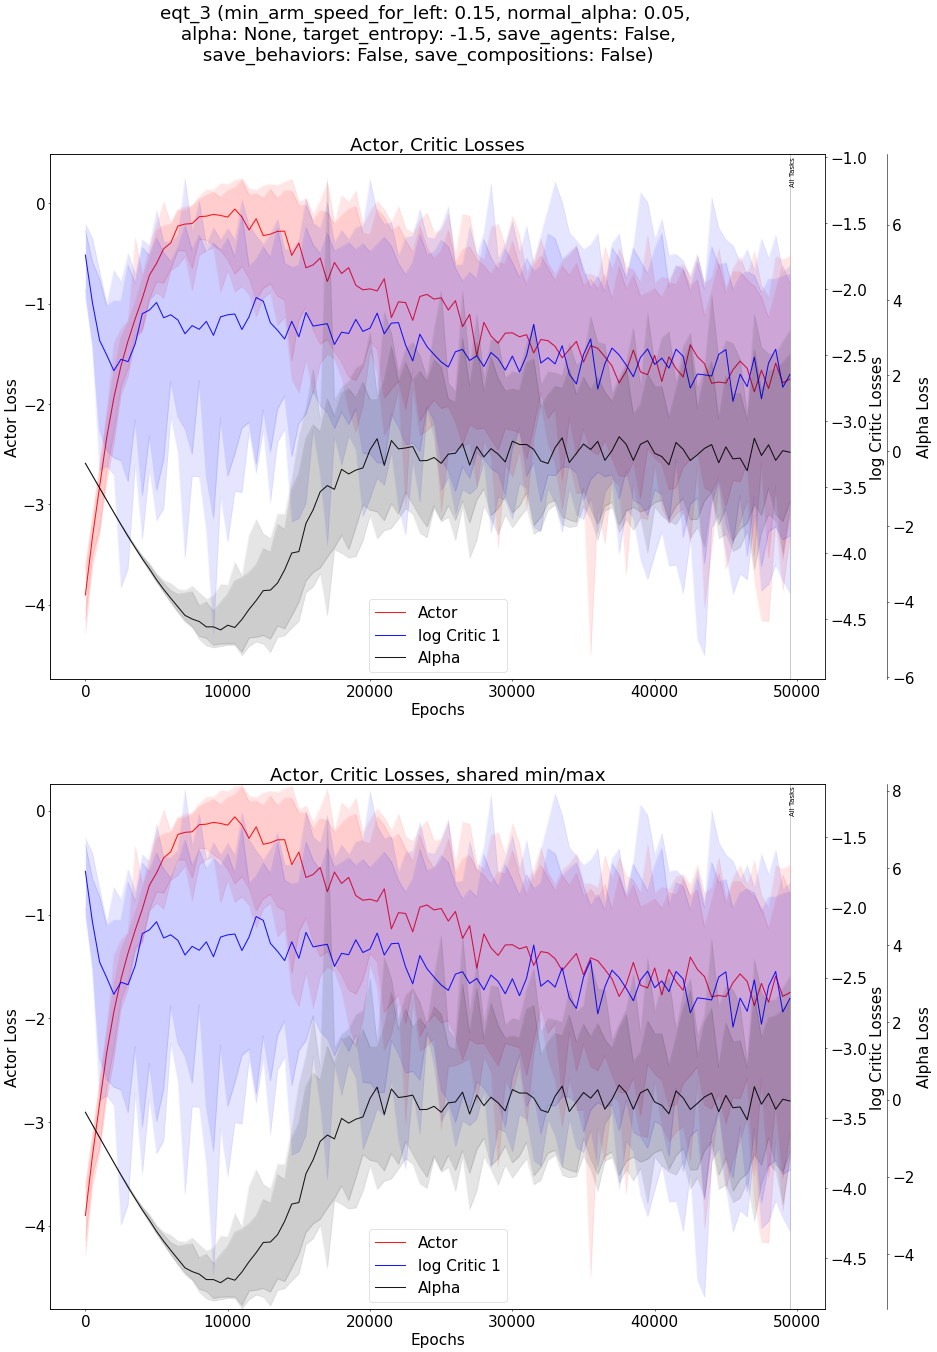 eqt_3 (min_arm_speed_for_left: 0.15, normal_alpha: 0.05,
alpha: None, target_entropy: -1.5, save_agents: False,
save_behaviors: False, save_compositions: False)
Actor, Critic Losses
All Tasks
Actor Loss
0
−1
−2
−3
−4
−1.0
−1.5
−2.0
−2.5
−3.0
−3.5
−4.0
−4.5
log Critic Losses
6
4
2
0
−2
−4
−6
Alpha Loss
Actor
log Critic 1
Alpha
0 10000 20000 30000 40000 50000
Epochs
Actor, Critic Losses, shared min/max
All Tasks
Actor Loss
0
−1
−2
−3
−4
−1.5
−2.0
−2.5
−3.0
−3.5
−4.0
−4.5
log Critic Losses
8
6
4
2
0
−2
−4
Alpha Loss
Actor
log Critic 1
Alpha
0 10000 20000 30000 40000 50000
Epochs